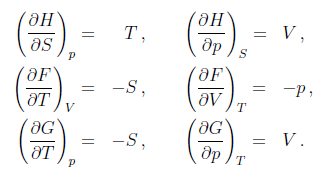 (∂H/∂S)_p = T , (∂H/∂p)_S = V ,
(∂F/∂T)_V = −S , (∂F/∂V)_T = −p ,
(∂G/∂T)_p = −S , (∂G/∂p)_T = V .